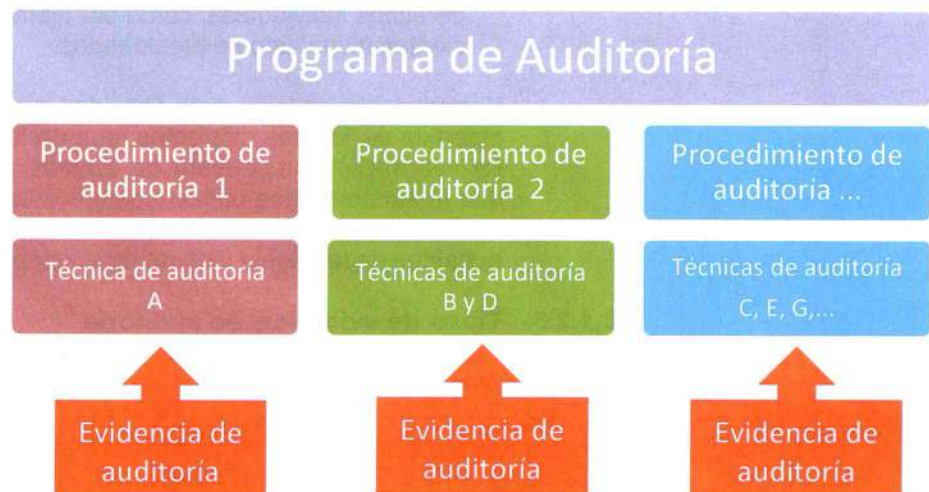 Programa de Auditoría
Procedimiento de
auditoría 1
Procedimiento de
auditoría 2
Procedimiento de
auditoría ...
Técnica de auditoría
A
Técnicas de auditoría
B y D
Técnicas de auditoría
C, E, G,...
Evidencia de
auditoría
Evidencia de
auditoría
Evidencia de
auditoría